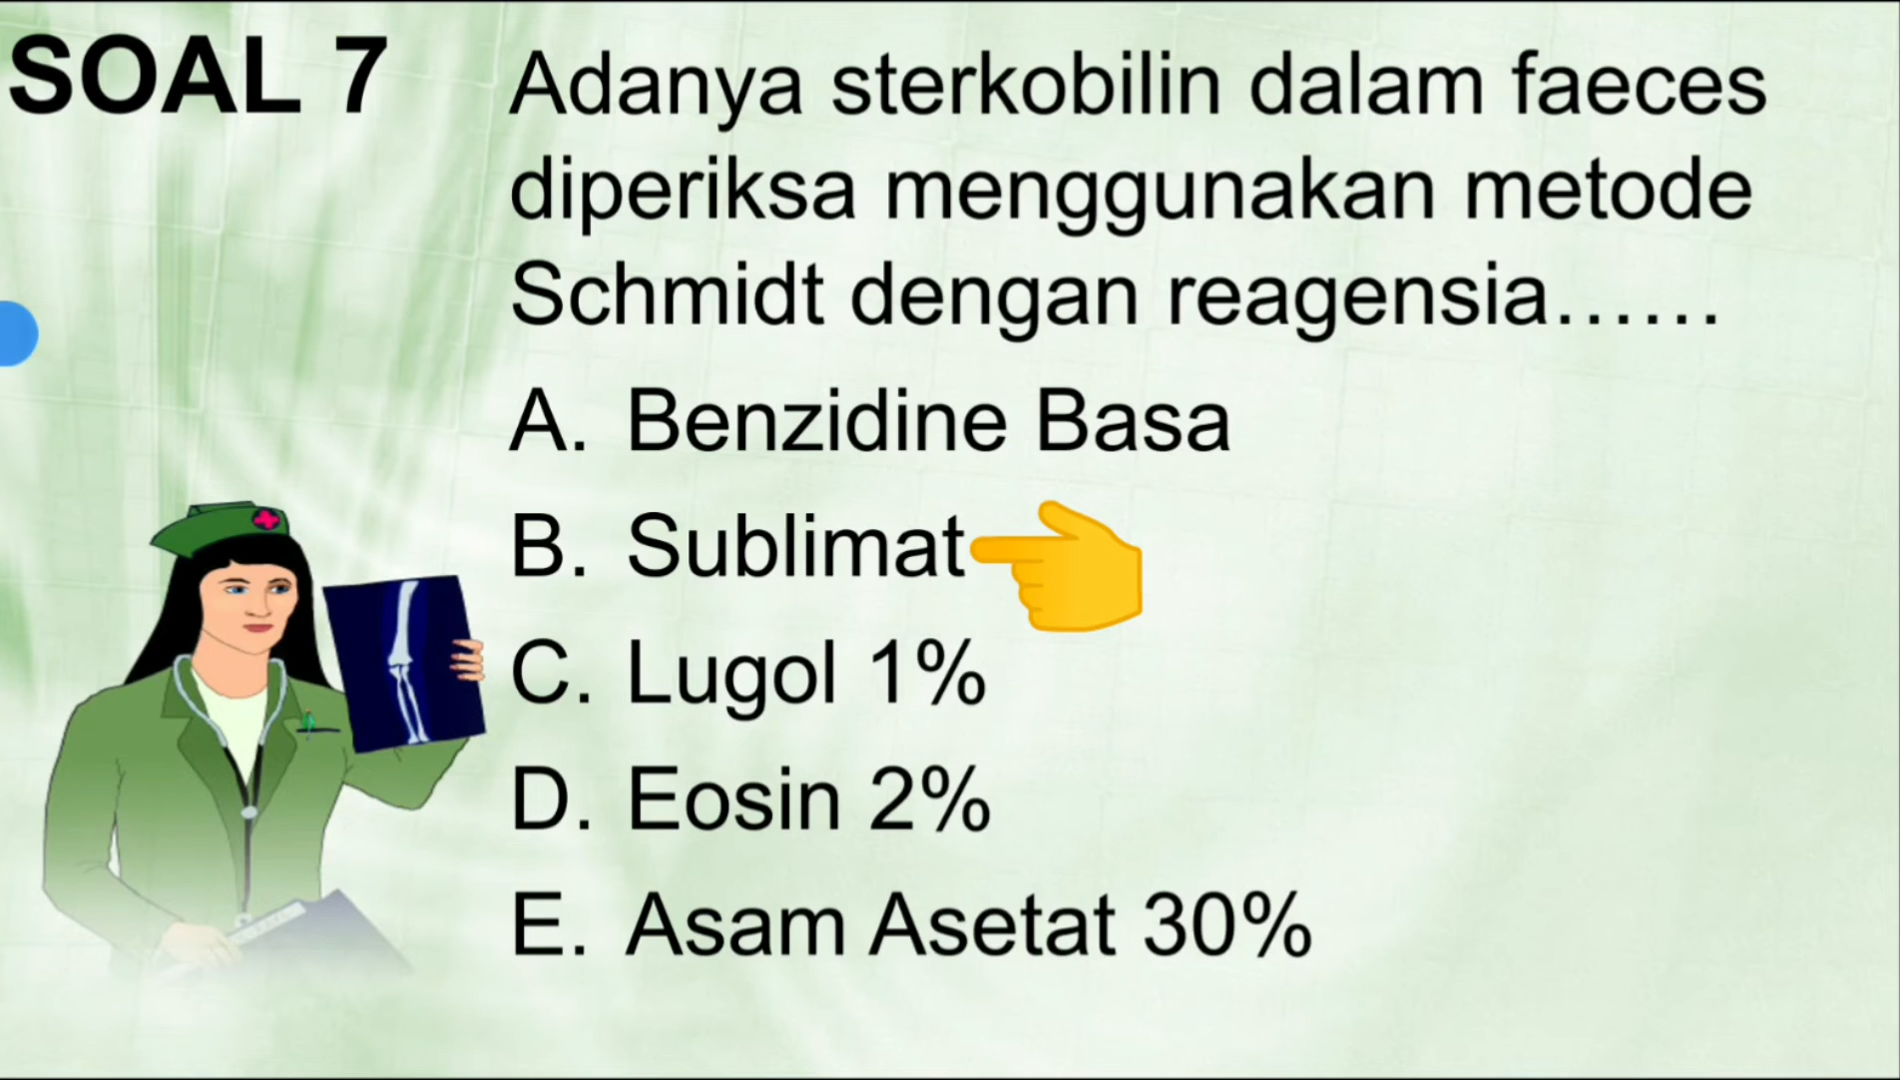 SOAL 7
Adanya sterkobilin dalam faeces
diperiksa menggunakan metode
Schmidt dengan reagensia......
A. Benzidine Basa
B. Sublimat
C. Lugol 1%
D. Eosin 2%
E. Asam Asetat 30%